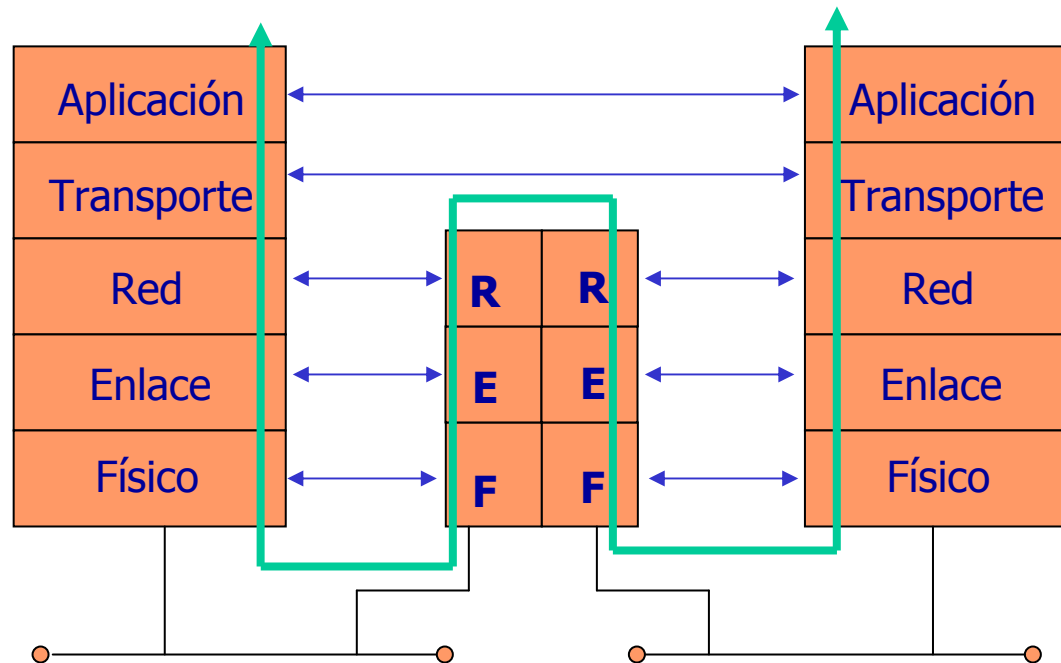 Aplicación
Transporte
Red
Enlace
Físico
R R
E E
F F
Aplicación
Transporte
Red
Enlace
Físico